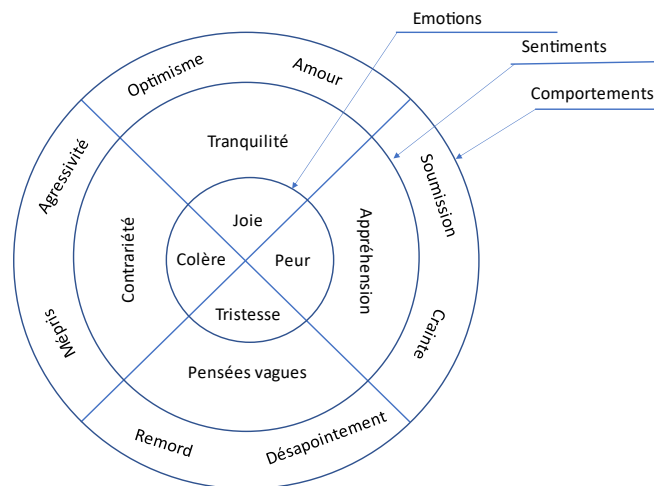 Emotions
Sentiments
Comportements
Optimisme
Amour
Agressivité
Tranquilité
Soumission
Contrariété
Joie
Appréhension
Colère
Peur
Tristesse
Mépris
Crainte
Pensées vagues
Remord
Désapointement